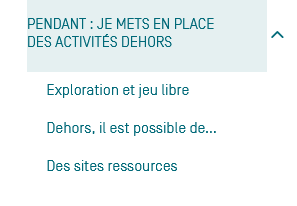 PENDANT : JE METS EN PLACE
DES ACTIVITÉS DEHORS
Exploration et jeu libre
Dehors, il est possible de...
Des sites ressources